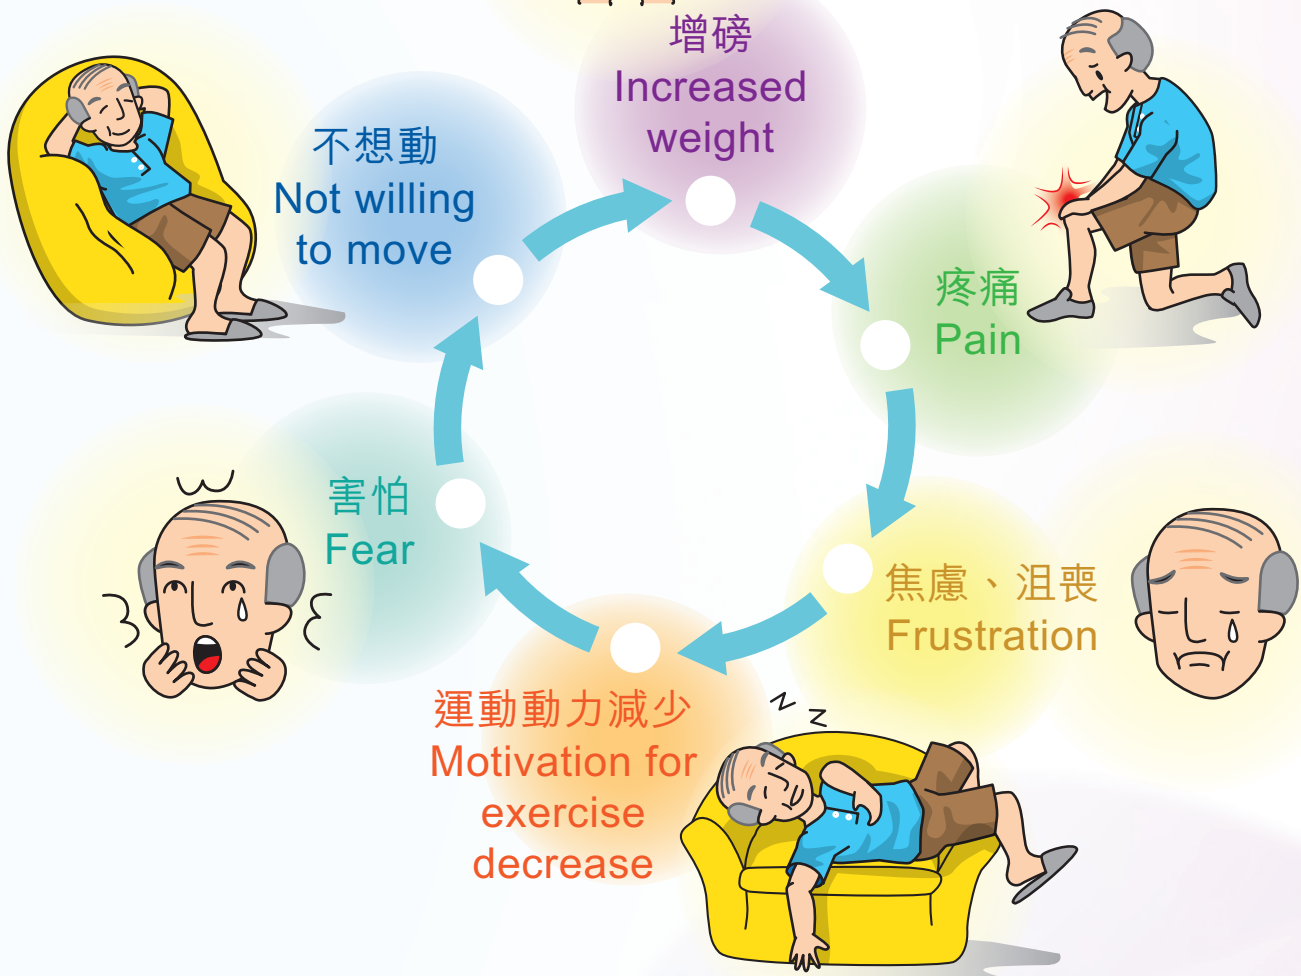 增磅
Increased
weight
疼痛
Pain
焦慮、沮喪
Frustration
運動動力減少
Motivation for
exercise
decrease
害怕
Fear
不想動
Not willing
to move
z
z